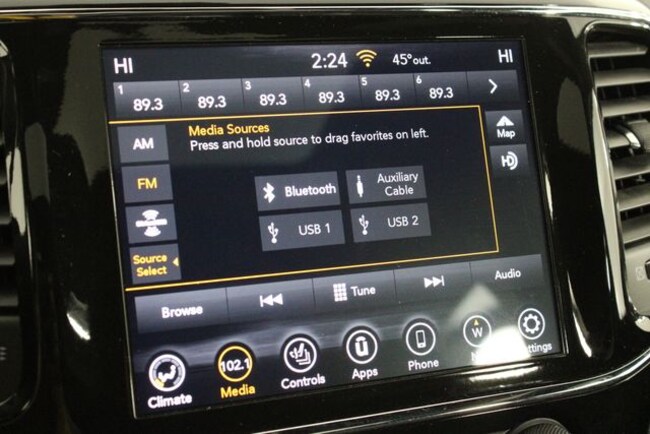 HI 2:24 45°out. HI
1 2 3 4 5 6
89.3 89.3 89.3 89.3 89.3 89.3
AM
Media Sources
Press and hold source to drag favorites on left.
Map
FM
Bluetooth
Auxiliary
Cable
HD
USB 1 USB 2
Source
Select
Browse Tune Audio
102.1 W
Climate Media Controls Apps Phone